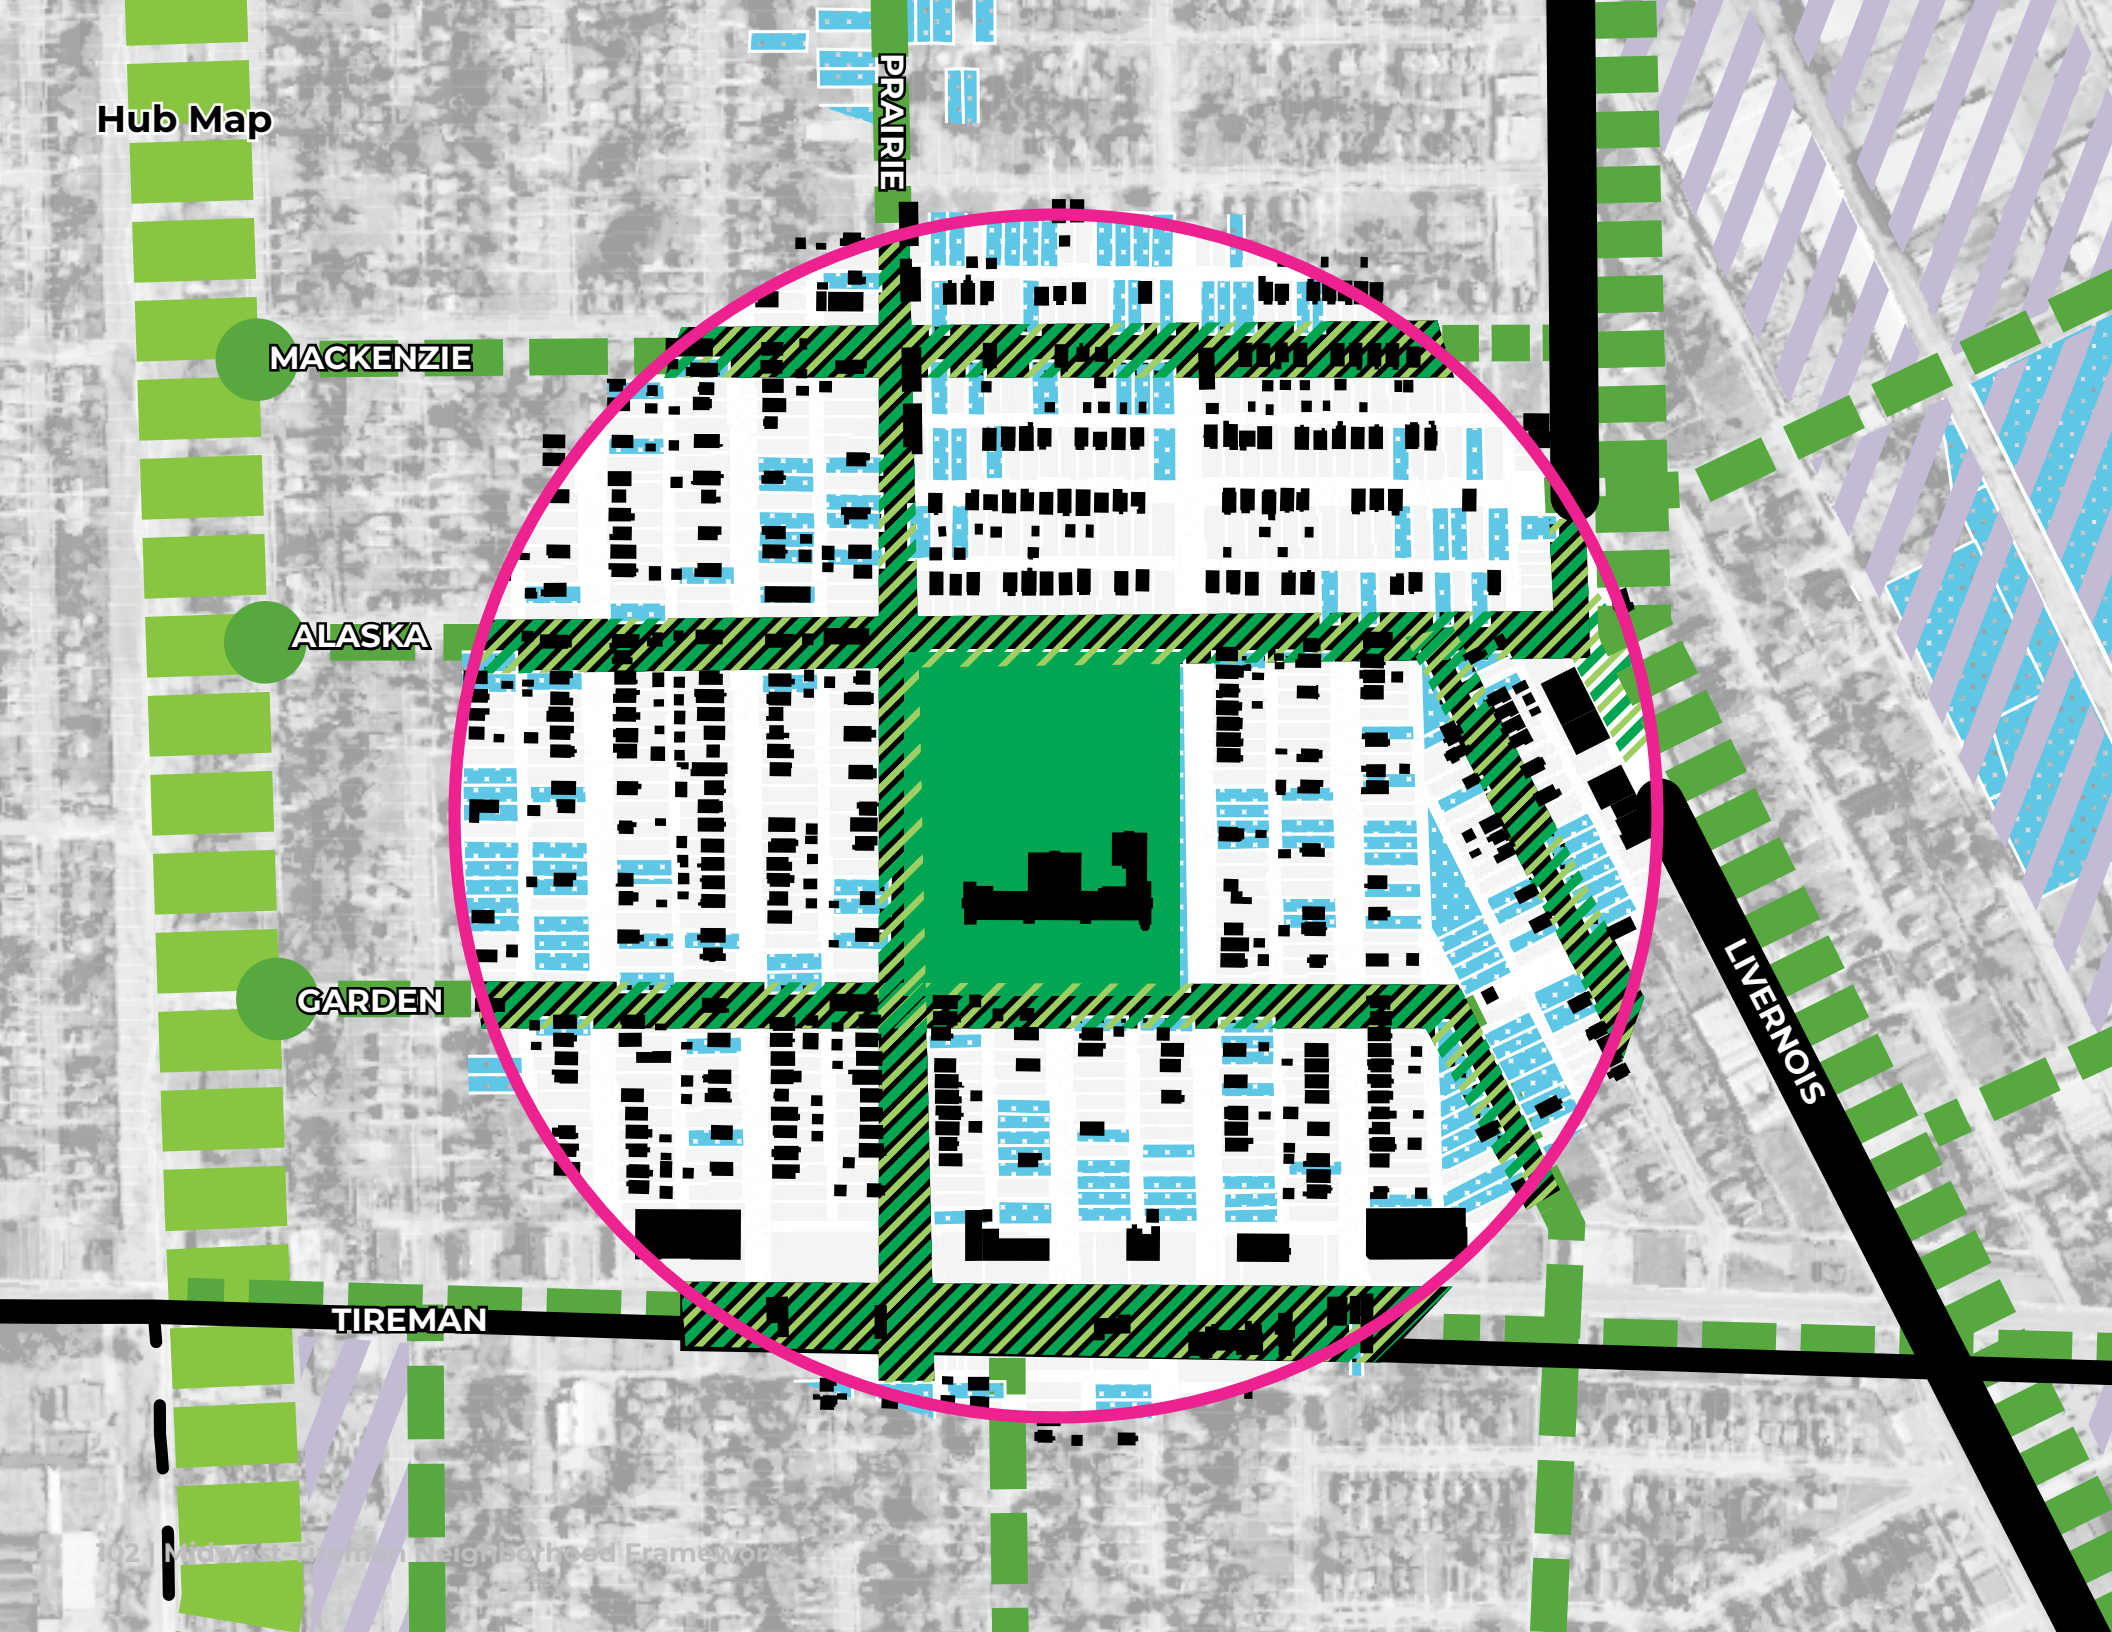 PRAIRIE
Hub Map
MACKENZIE
ALASKA
GARDEN
LIVERNOIS
TIREMAN
102 | Midwest-Tireman Neighborhood Framework